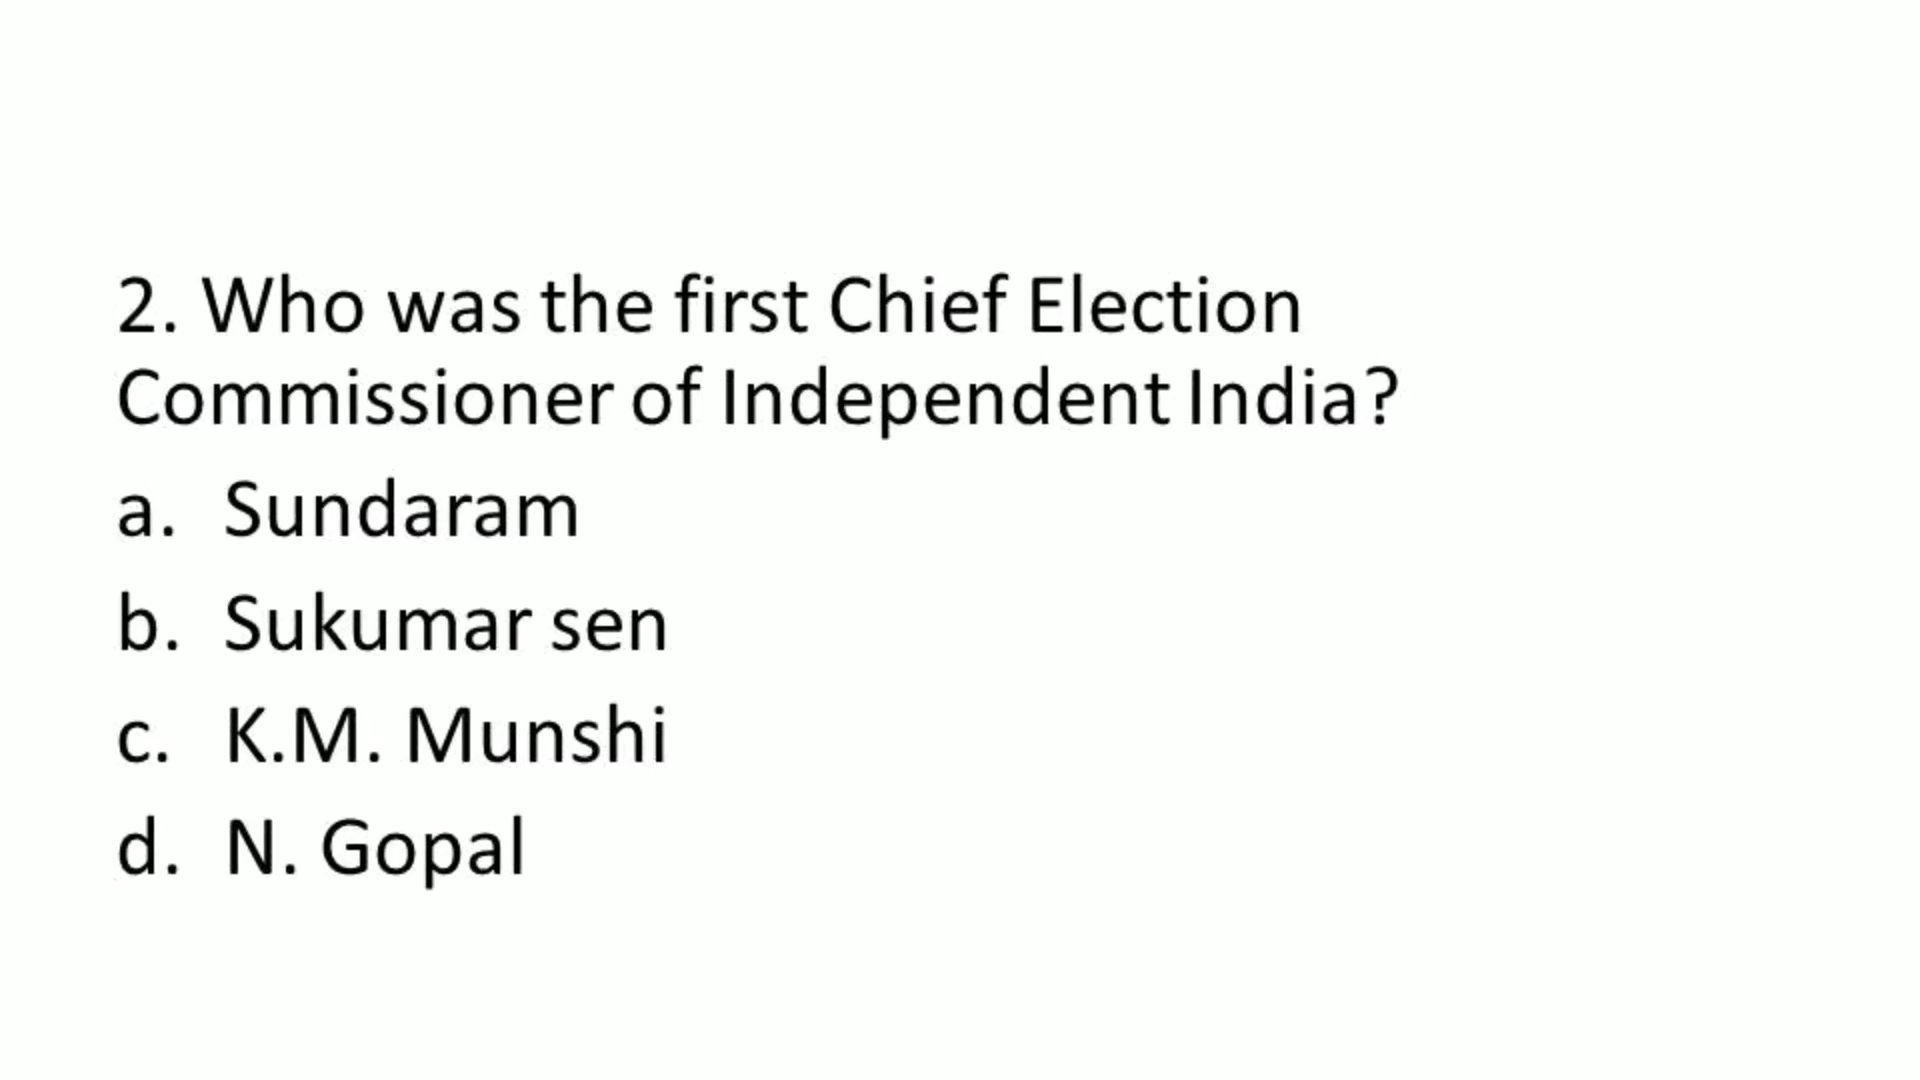 2. Who was the first Chief Election
Commissioner of Independent India?
a. Sundaram
b. Sukumar sen
c. K.M. Munshi
d. N. Gopal